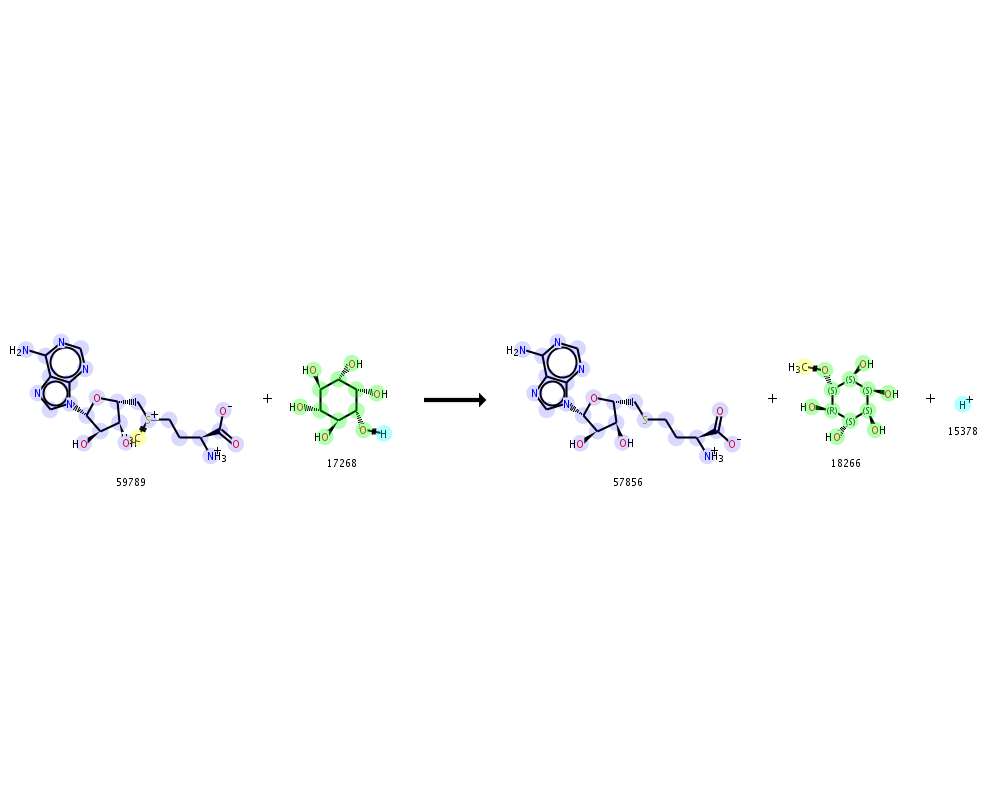 H₂N N N N N O HO OH H₃C S⁺ O⁻ O NH₃⁺
59789
+
HO OH OH HO HO O H
17268
H₂N N N N N O HO OH S O O⁻ NH₃⁺
57856
+
H₃C O OH (S) (S) (S) OH HO (R) (S) (S) HO OH
18266
+
H⁺
15378